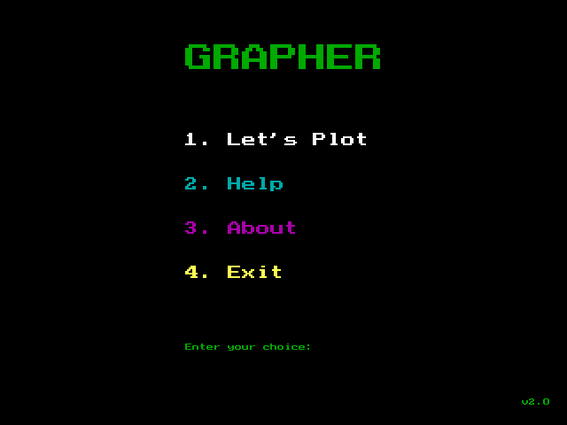 GRAPHER
1. Let's Plot
2. Help
3. About
4. Exit
Enter your choice:
v2.0